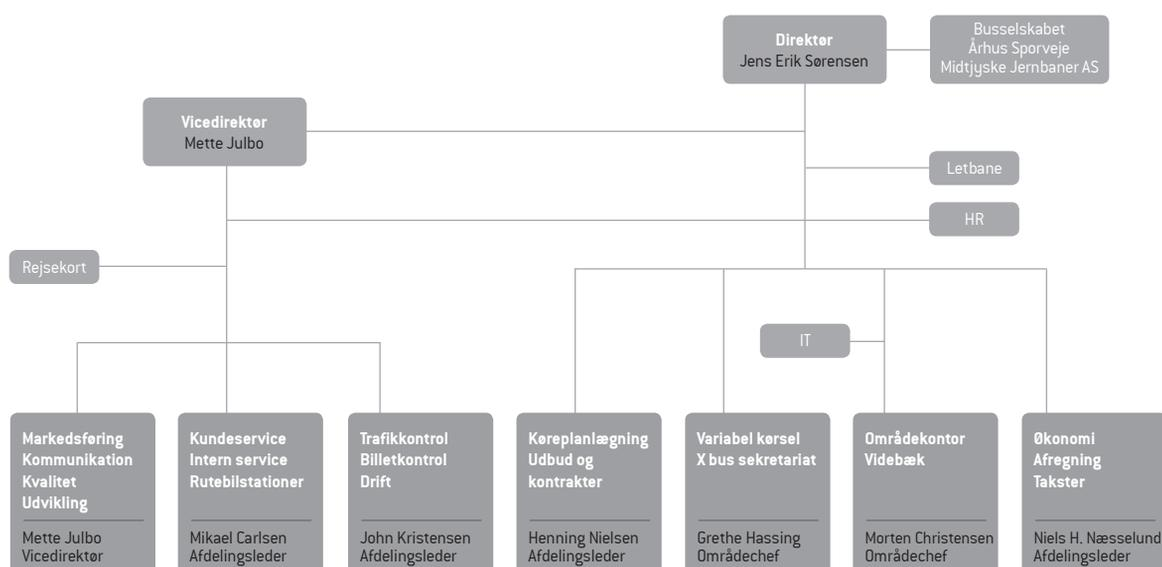 Direktør
Jens Erik Sørensen
Busselskabet
Århus Sporveje
Midtjyske Jernbaner AS
Vicedirektør
Mette Julbo
Letbane
HR
Rejsekort
IT
Markedsføring
Kommunikation
Kvalitet
Udvikling
Mette Julbo
Vicedirektør
Kundeservice
Intern service
Rutebilstationer
Mikael Carlsen
Afdelingsleder
Trafikkontrol
Billetkontrol
Drift
John Kristensen
Afdelingsleder
Køreplanlægning
Udbud og
kontrakter
Henning Nielsen
Afdelingsleder
Variabel kørsel
X bus sekretariat
Grethe Hassing
Områdechef
Områdekontor
Videbæk
Morten Christensen
Områdechef
Økonomi
Afregning
Takster
Niels H. Næsselund
Afdelingsleder